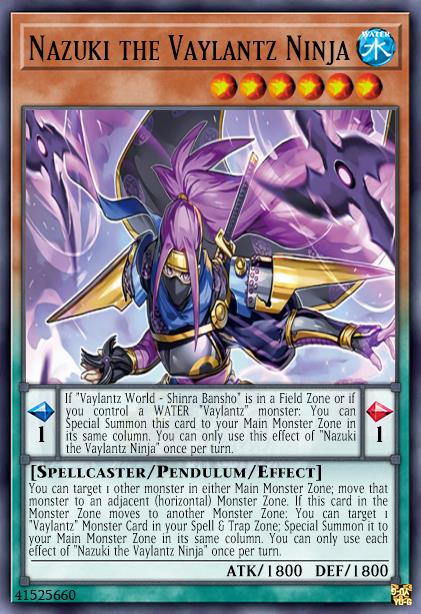 Nazuki the Vaylantz Ninja
WATER
水
If "Vaylantz World - Shinra Bansho" is in a Field Zone or if
you control a WATER "Vaylantz" monster: You can
Special Summon this card to your Main Monster Zone in
its same column. You can only use this effect of "Nazuki
the Vaylantz Ninja" once per turn.
1
1
[Spellcaster/Pendulum/Effect]
You can target 1 other monster in either Main Monster Zone; move that
monster to an adjacent (horizontal) Monster Zone. If this card in the
Monster Zone moves to another Monster Zone: You can target 1
"Vaylantz" Monster Card in your Spell & Trap Zone; Special Summon it to
your Main Monster Zone in its same column. You can only use each
effect of "Nazuki the Vaylantz Ninja" once per turn.
ATK/1800 DEF/1800
41525660